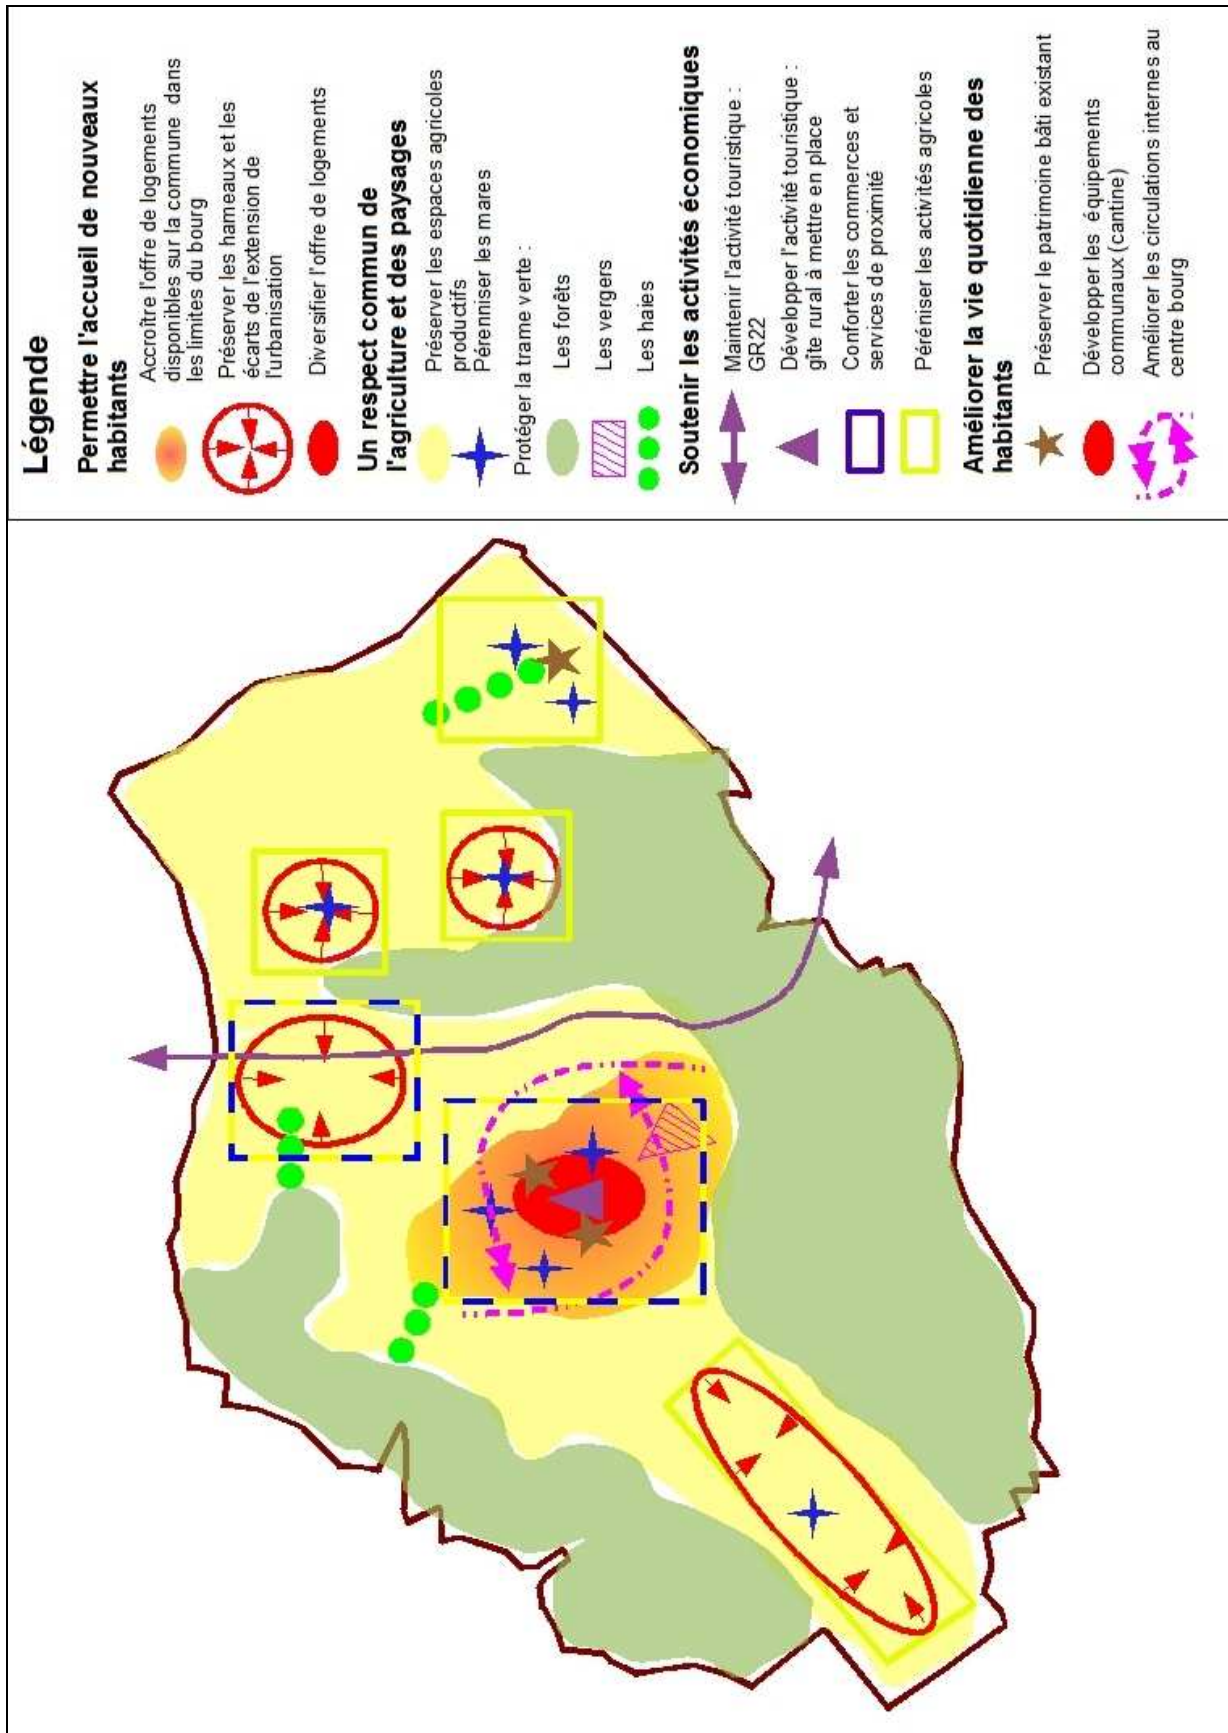 Légende
Permettre l'accueil de nouveaux
habitants
Accroître l'offre de logements
disponibles sur la commune dans
les limites du bourg
Préserver les hameaux et les
écarts de l'extension de
l'urbanisation
Diversifier l'offre de logements
Un respect commun de
l'agriculture et des paysages
Préserver les espaces agricoles
productifs
Pérenniser les mares
Protéger la trame verte :
Les forêts
Les vergers
Les haies
Soutenir les activités économiques
Maintenir l'activité touristique :
GR22
Développer l'activité touristique :
gîte rural à mettre en place
Conforter les commerces et
services de proximité
Péréniser les activités agricoles
Améliorer la vie quotidienne des
habitants
Préserver le patrimoine bâti existant
Développer les équipements
communaux (cantine)
Améliorer les circulations internes au
centre bourg